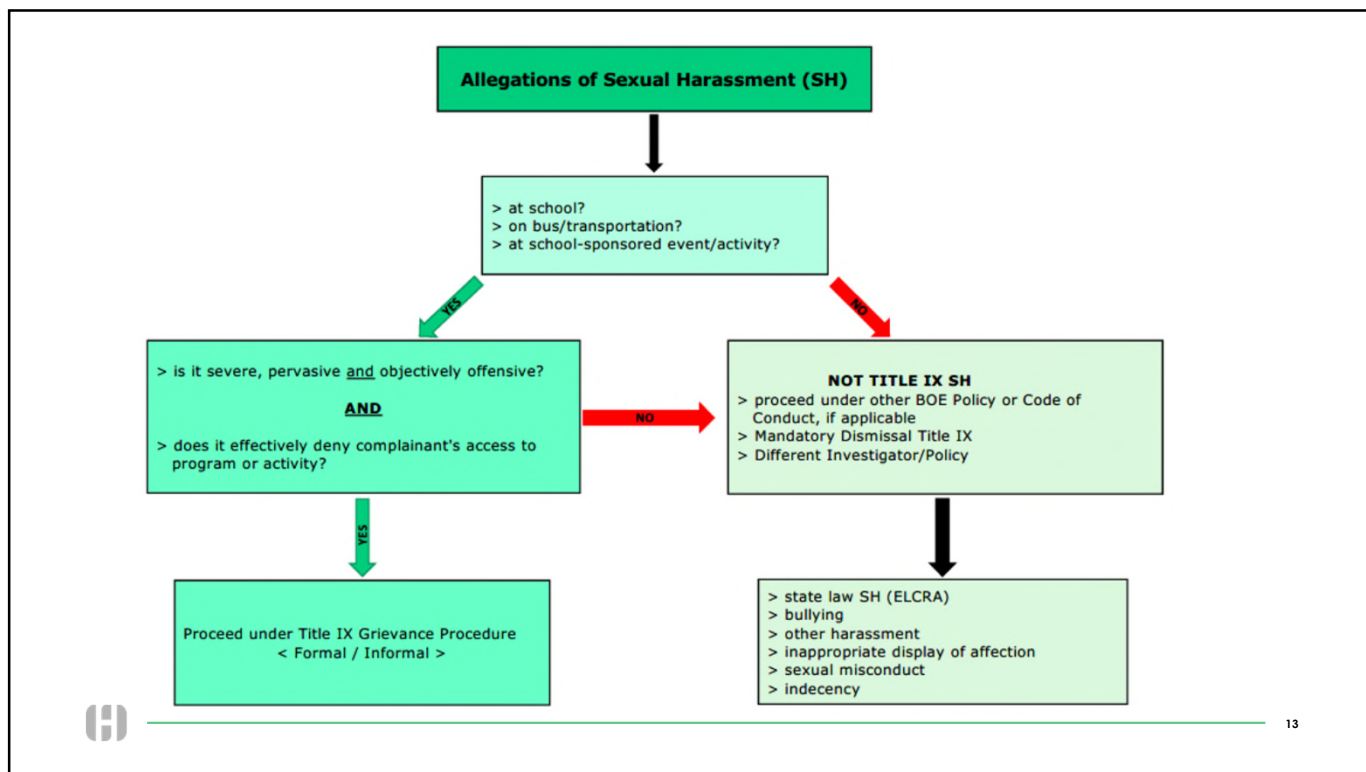 Allegations of Sexual Harassment (SH)
> at school?
> on bus/transportation?
> at school-sponsored event/activity?
YES
NO
> is it severe, pervasive and objectively offensive?
AND
> does it effectively deny complainant's access to
program or activity?
NO
NOT TITLE IX SH
> proceed under other BOE Policy or Code of
Conduct, if applicable
> Mandatory Dismissal Title IX
> Different Investigator/Policy
YES
Proceed under Title IX Grievance Procedure
< Formal / Informal >
> state law SH (ELCRA)
> bullying
> other harassment
> inappropriate display of affection
> sexual misconduct
> indecency
13